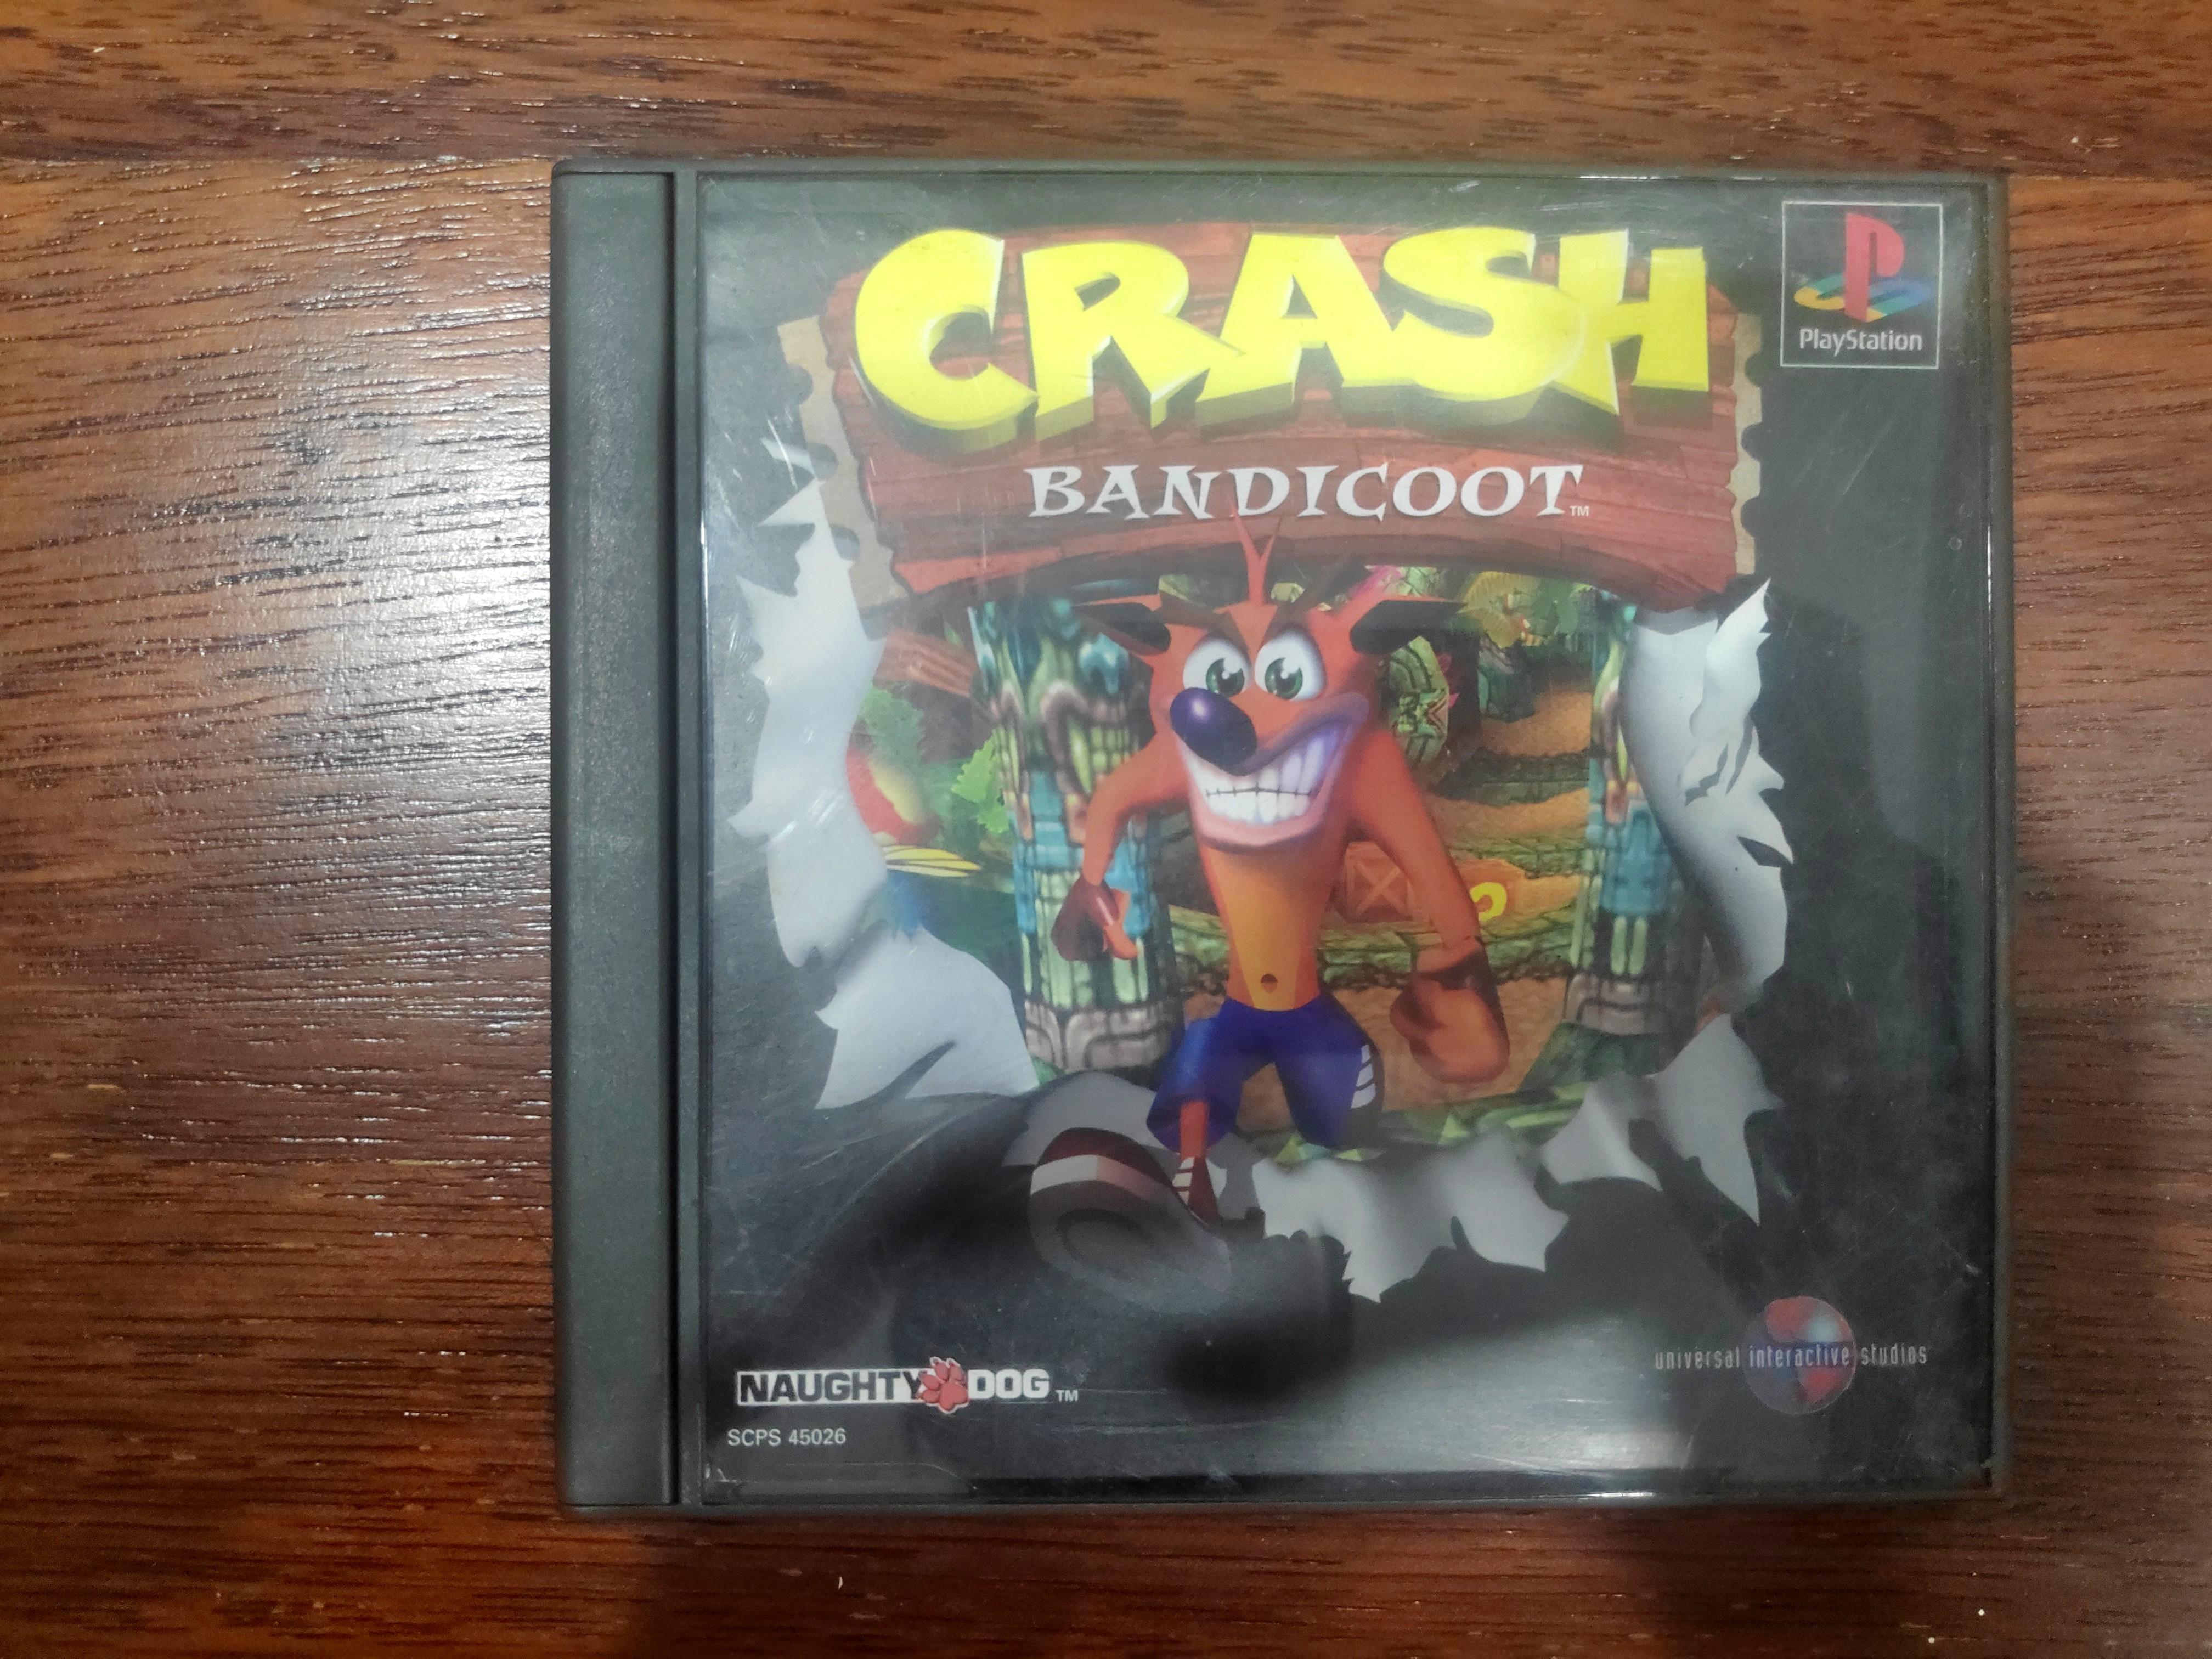 CRASH
BANDICOOT™
PlayStation
NAUGHTY DOG™
SCPS 45026
universal interactive studios